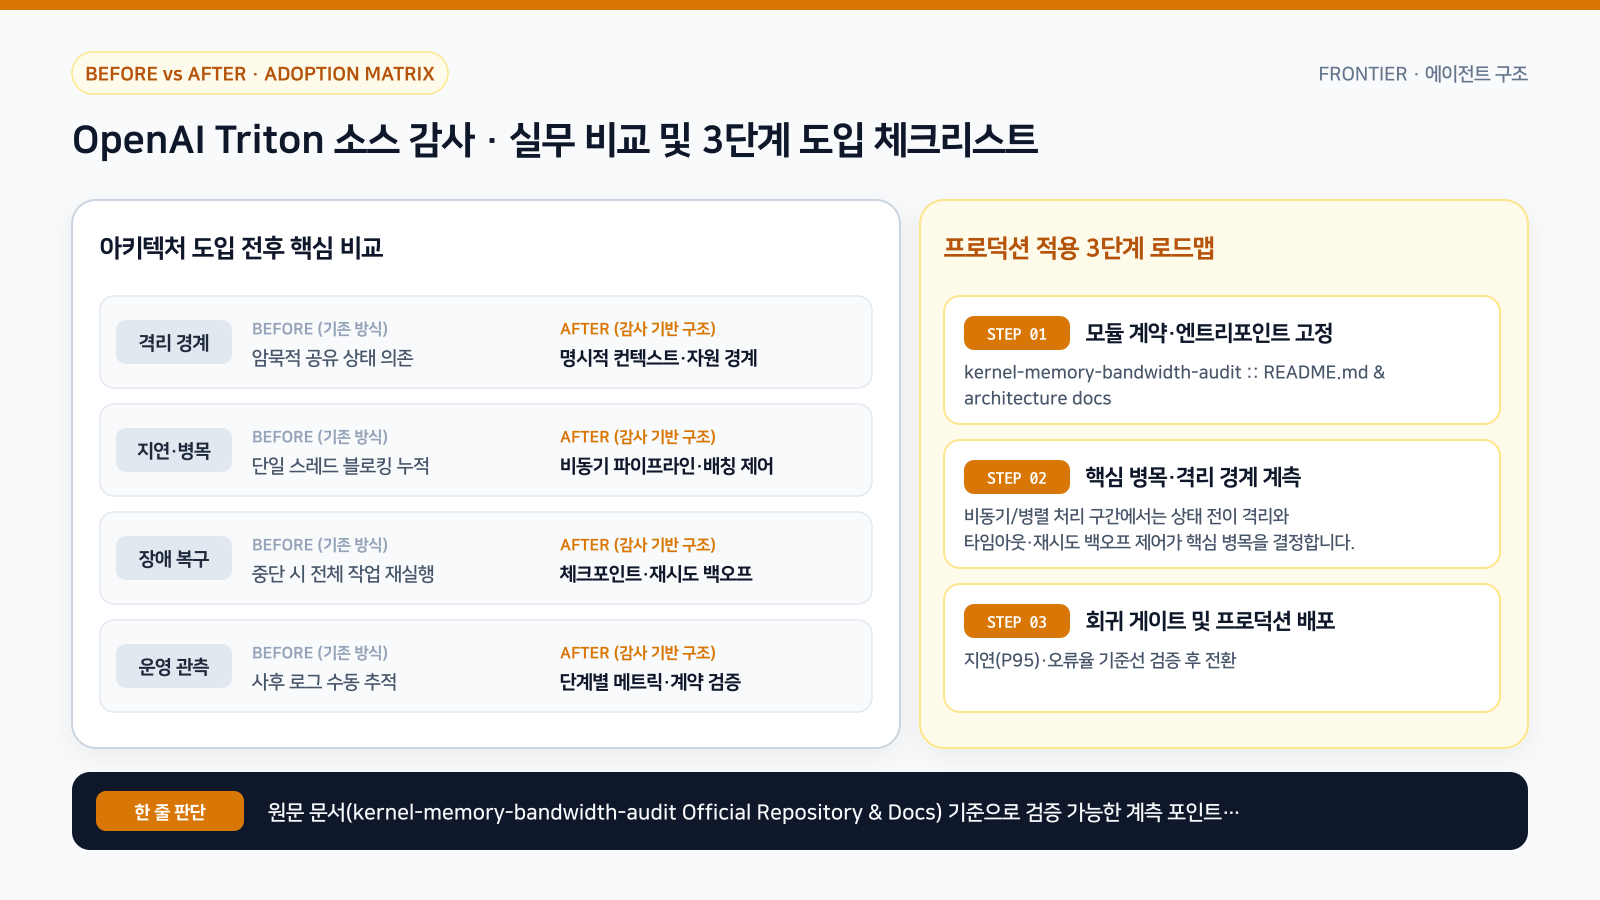 BEFORE vs AFTER · ADOPTION MATRIX
FRONTIER · 에이전트 구조
OpenAI Triton 소스 감사 · 실무 비교 및 3단계 도입 체크리스트
아키텍처 도입 전후 핵심 비교
격리 경계
BEFORE (기존 방식)
암묵적 공유 상태 의존
AFTER (감사 기반 구조)
명시적 컨텍스트·자원 경계
지연·병목
BEFORE (기존 방식)
단일 스레드 블로킹 누적
AFTER (감사 기반 구조)
비동기 파이프라인·배칭 제어
장애 복구
BEFORE (기존 방식)
중단 시 전체 작업 재실행
AFTER (감사 기반 구조)
체크포인트·재시도 백오프
운영 관측
BEFORE (기존 방식)
사후 로그 수동 추적
AFTER (감사 기반 구조)
단계별 메트릭·계약 검증
프로덕션 적용 3단계 로드맵
STEP 01
모듈 계약·엔트리포인트 고정
kernel-memory-bandwidth-audit :: README.md &
architecture docs
STEP 02
핵심 병목·격리 경계 계측
비동기/병렬 처리 구간에서는 상태 전이 격리와
타임아웃·재시도 백오프 제어가 핵심 병목을 결정합니다.
STEP 03
회귀 게이트 및 프로덕션 배포
지연(P95)·오류율 기준선 검증 후 전환
한 줄 판단
원문 문서(kernel-memory-bandwidth-audit Official Repository & Docs) 기준으로 검증 가능한 계측 포인트…